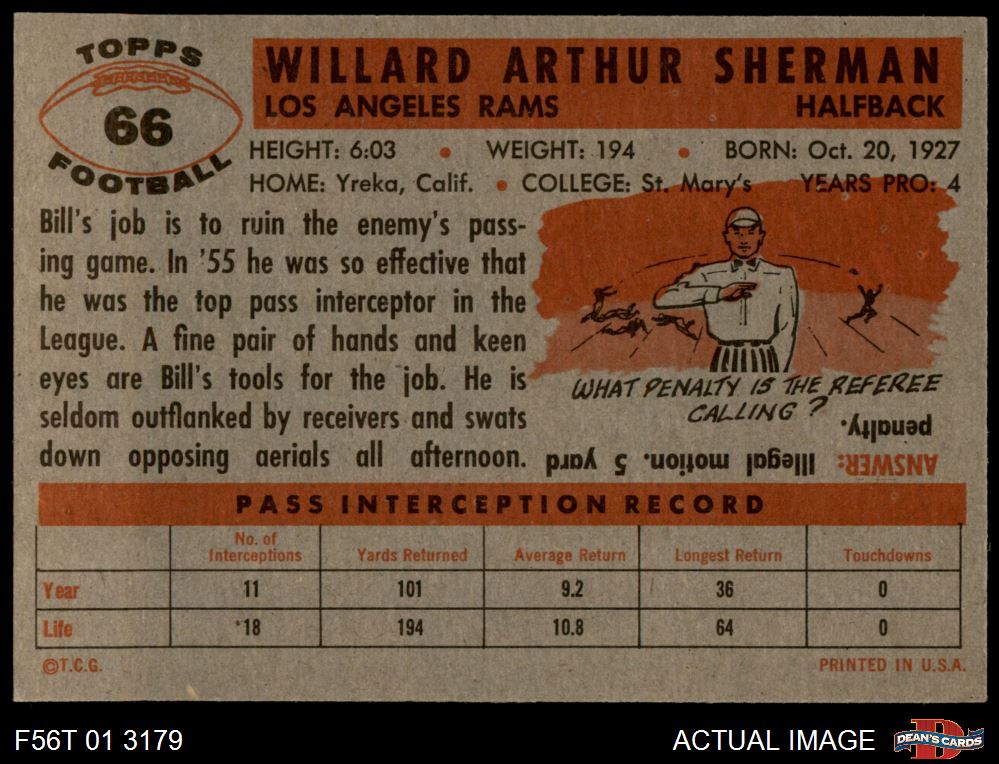 TOPPS
66
FOOTBALL
WILLARD ARTHUR SHERMAN
LOS ANGELES RAMS HALFBACK
HEIGHT: 6:03 • WEIGHT: 194 • BORN: Oct. 20, 1927
HOME: Yreka, Calif. • COLLEGE: St. Mary's YEARS PRO: 4
Bill's job is to ruin the enemy's pass-
ing game. In '55 he was so effective that
he was the top pass interceptor in the
League. A fine pair of hands and keen
eyes are Bill's tools for the job. He is
seldom outflanked by receivers and swats
down opposing aerials all afternoon.
WHAT PENALTY IS THE REFEREE
CALLING?
ANSWER: Illegal motion. 5 yard
penalty.
PASS INTERCEPTION RECORD
No. of
Interceptions Yards Returned Average Return Longest Return Touchdowns
Year 11 101 9.2 36 0
Life 18 194 10.8 64 0
©T.C.G. PRINTED IN U.S.A.
F56T 01 3179 ACTUAL IMAGE DEAN'S CARDS